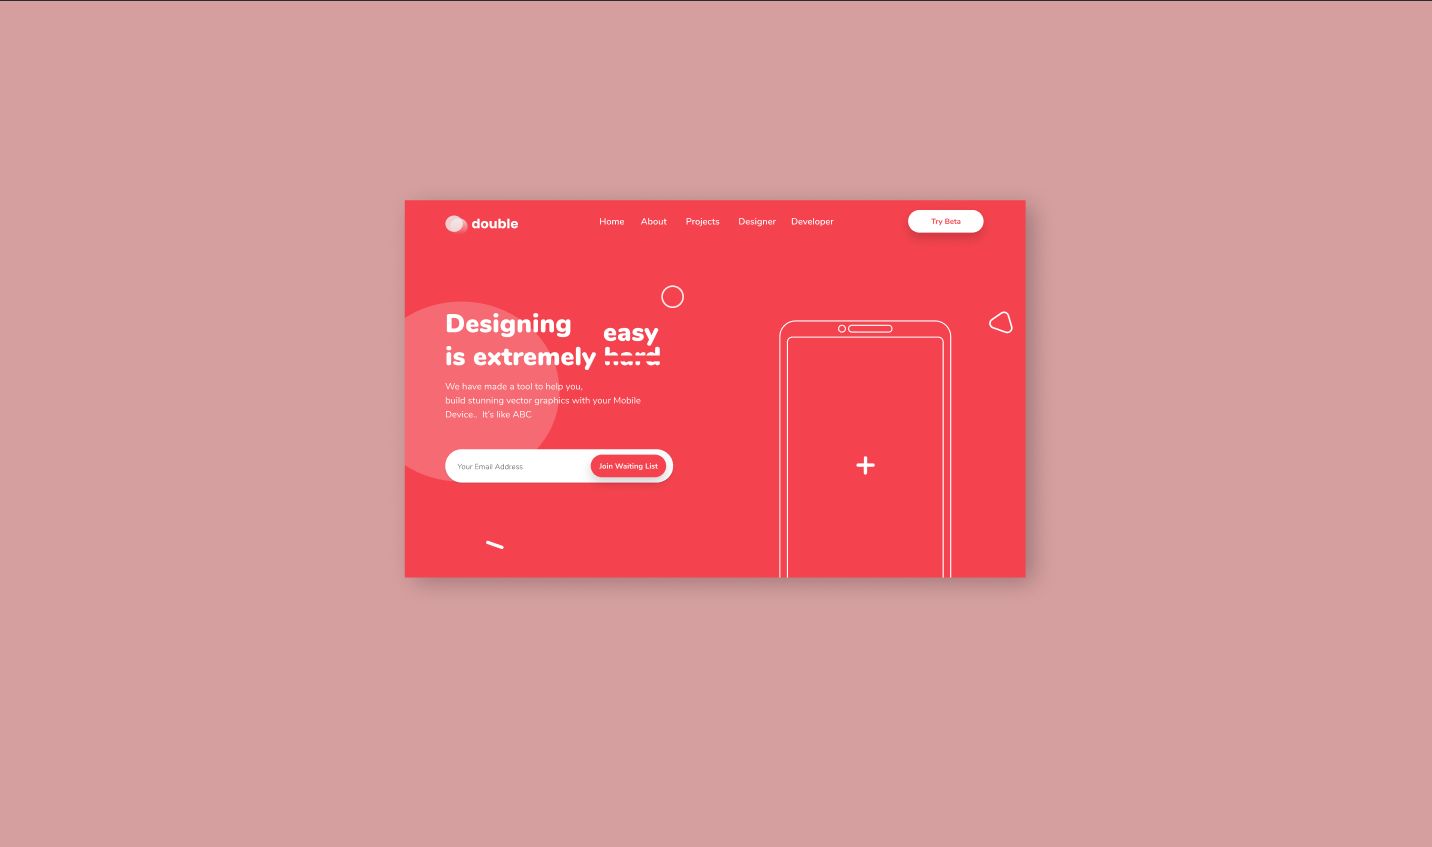 double
Home About Projects Designer Developer
Try Beta
Designing
easy
is extremely hard
We have made a tool to help you,
build stunning vector graphics with your Mobile
Device.. It's like ABC
Your Email Address
Join Waiting List